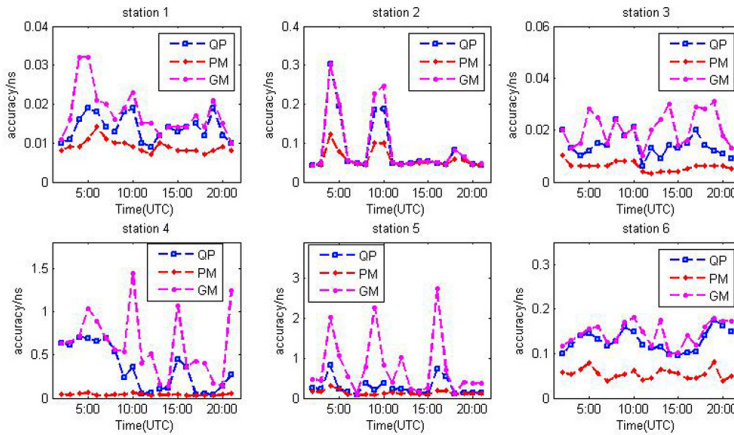 station 1
station 2
station 3
0.04
0.03
0.02
0.01
0
accuracy/ns
QP
PM
GM
5:00
10:00
15:00
20:00
Time(UTC)
0.4
0.3
0.2
0.1
0
accuracy/ns
QP
PM
GM
5:00
10:00
15:00
20:00
Time(UTC)
0.06
0.04
0.02
0
accuracy/ns
QP
PM
GM
5:00
10:00
15:00
20:00
Time(UTC)
station 4
station 5
station 6
1.5
1
0.5
0
accuracy/ns
QP
PM
GM
5:00
10:00
15:00
20:00
Time(UTC)
3
2
1
0
accuracy/ns
QP
PM
GM
5:00
10:00
15:00
20:00
Time(UTC)
0.3
0.2
0.1
0
accuracy/ns
QP
PM
GM
5:00
10:00
15:00
20:00
Time(UTC)